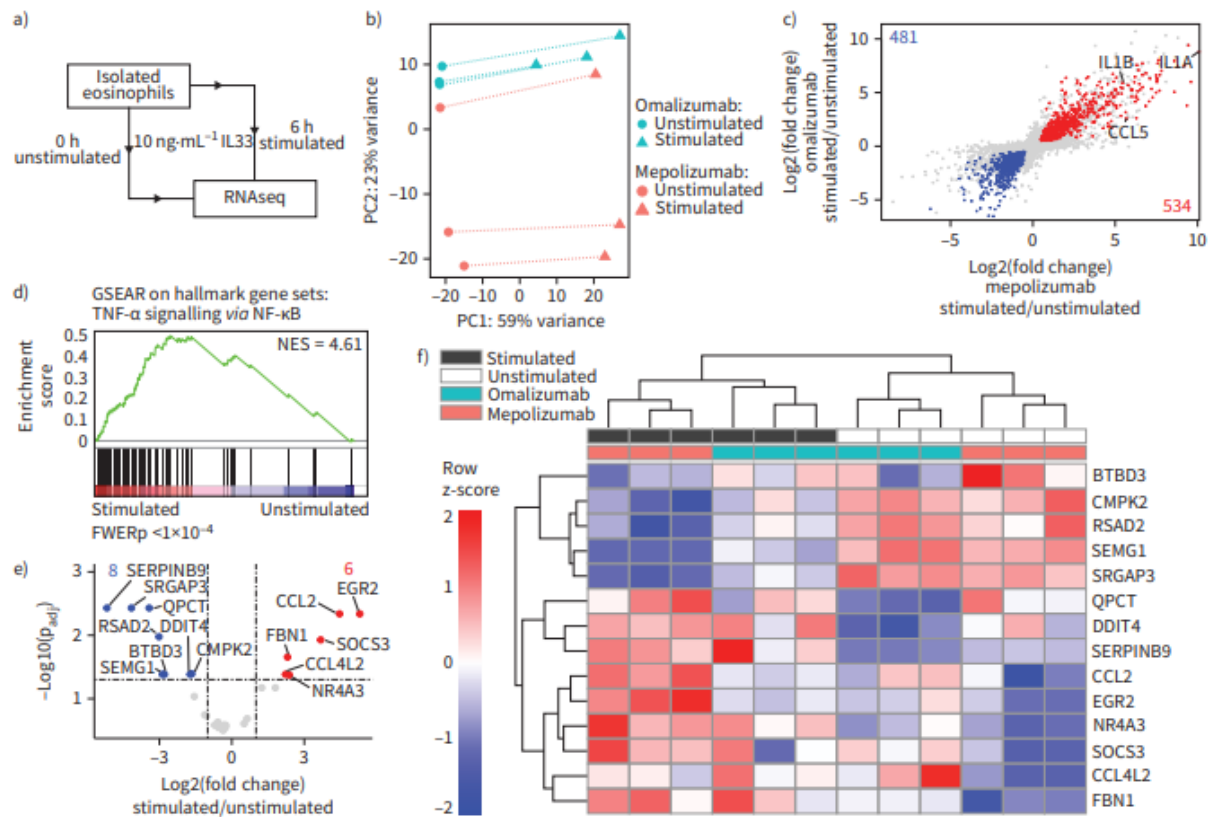 a)
Isolated
eosinophils
0 h
unstimulated
10 ng·mL⁻¹ IL33
6 h
stimulated
RNAseq
b)
PC2: 23% variance
10
0
−10
−20
−20
−10
0
10
20
PC1: 59% variance
Omalizumab:
Unstimulated
Stimulated
Mepolizumab:
Unstimulated
Stimulated
c)
Log2(fold change)
omalizumab
stimulated/unstimulated
10
5
0
−5
481
IL1B
IL1A
CCL5
534
−5
0
5
10
Log2(fold change)
mepolizumab
stimulated/unstimulated
d)
GSEAR on hallmark gene sets:
TNF-α signalling via NF-κB
NES = 4.61
Enrichment
score
0.5
0.4
0.3
0.2
0.1
0
Stimulated
Unstimulated
FWERp <1×10⁻⁴
e)
−Log10(p_adj)
3
2
1
8
SERPINB9
SRGAP3
QPCT
RSAD2
DDIT4
BTBD3
SEMG1
CMPK2
6
EGR2
CCL2
FBN1
SOCS3
CCL4L2
NR4A3
−3
0
3
Log2(fold change)
stimulated/unstimulated
f)
Stimulated
Unstimulated
Omalizumab
Mepolizumab
Row
z-score
2
1
0
−1
−2
BTBD3
CMPK2
RSAD2
SEMG1
SRGAP3
QPCT
DDIT4
SERPINB9
CCL2
EGR2
NR4A3
SOCS3
CCL4L2
FBN1